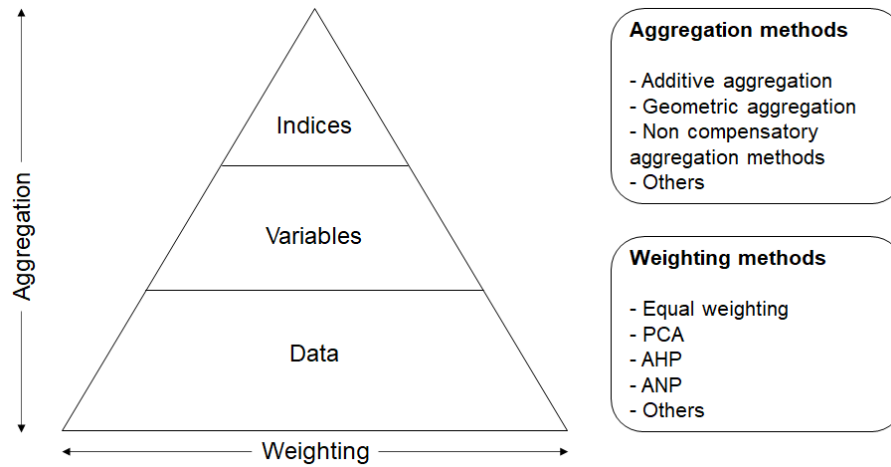 Aggregation
Indices
Variables
Data
Weighting
Aggregation methods
- Additive aggregation
- Geometric aggregation
- Non compensatory
aggregation methods
- Others
Weighting methods
- Equal weighting
- PCA
- AHP
- ANP
- Others